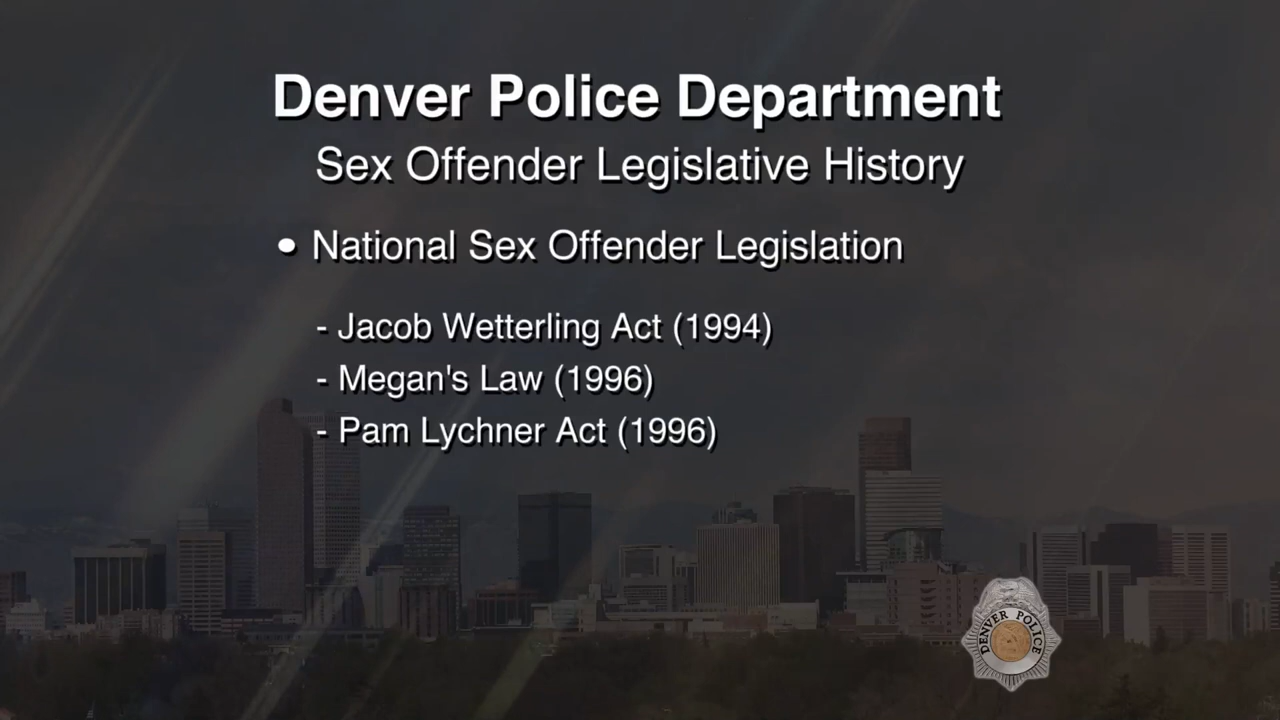 Denver Police Department
Sex Offender Legislative History
• National Sex Offender Legislation
- Jacob Wetterling Act (1994)
- Megan's Law (1996)
- Pam Lychner Act (1996)
DENVER POLICE